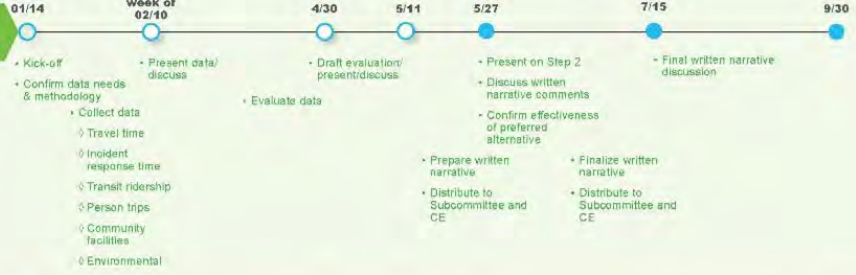 01/14
week of
02/10
4/30
5/11
5/27
7/15
9/30
• Kick-off
• Confirm data needs
& methodology
• Present data/
discuss
• Collect data
◊ Travel time
◊ Incident
response time
◊ Transit ridership
◊ Person trips
◊ Community
facilities
◊ Environmental
• Evaluate data
• Draft evaluation/
present/discuss
• Present on Step 2
• Discuss written
narrative comments
• Confirm effectiveness
of preferred
alternative
• Prepare written
narrative
• Distribute to
Subcommittee and
CE
• Final written narrative
discussion
• Finalize written
narrative
• Distribute to
Subcommittee and
CE